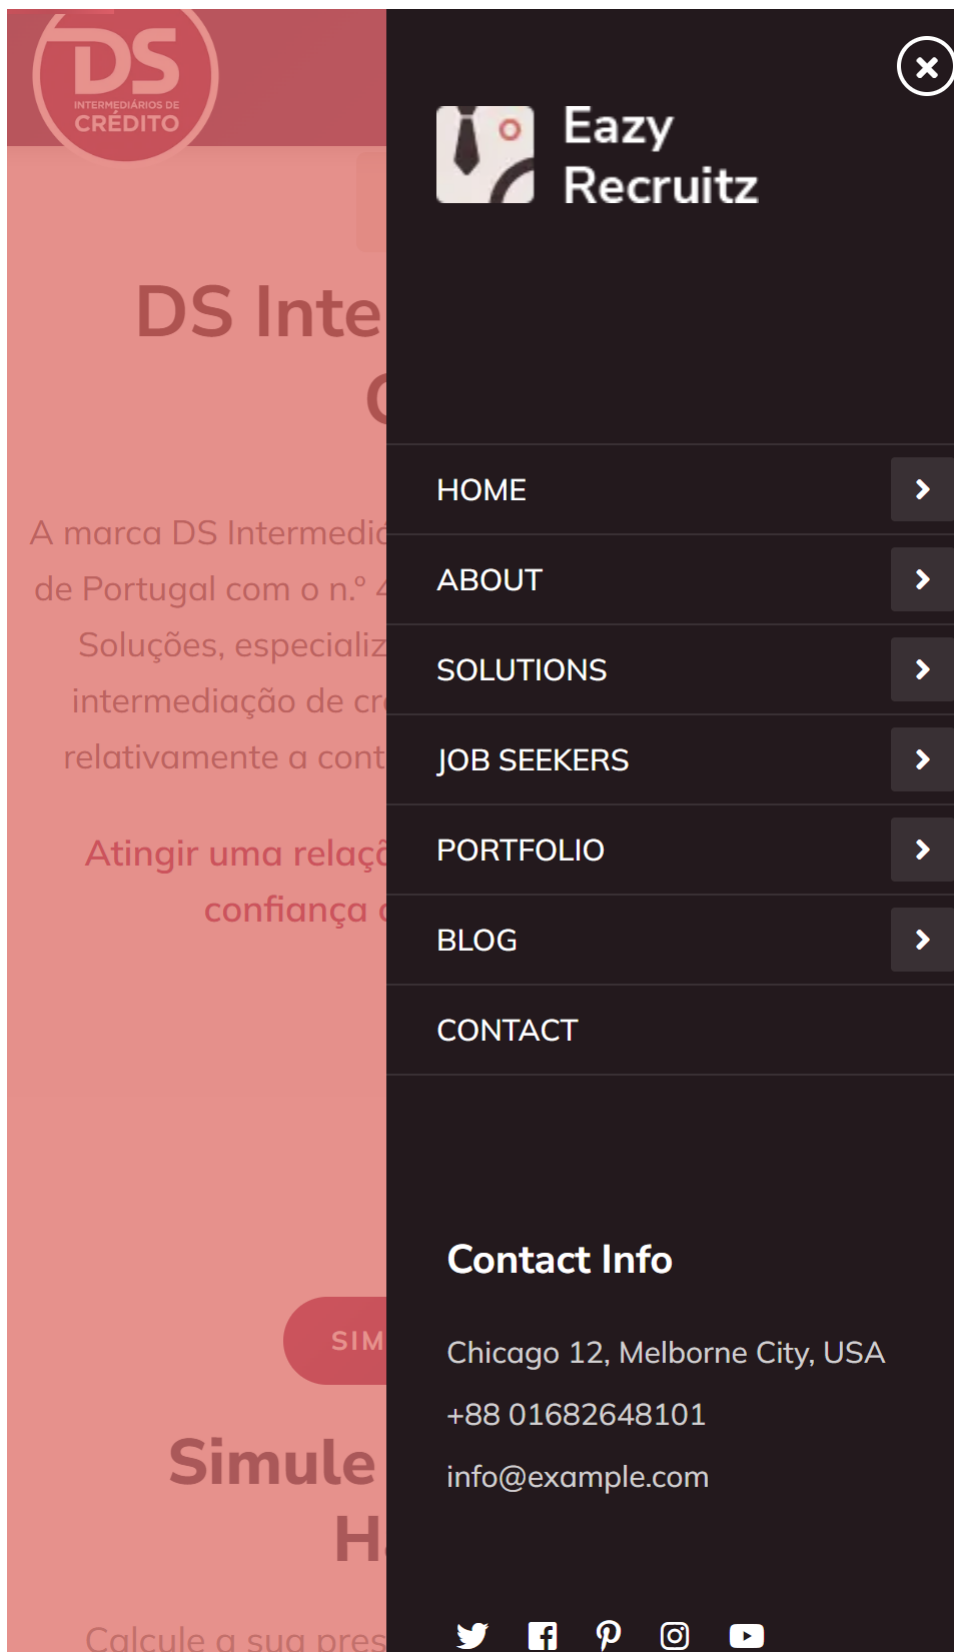 DS
INTERMEDIÁRIOS DE
CRÉDITO
DS Inte
A marca DS Intermedi
de Portugal com o n.º 4
Soluções, especializ
intermediação de cr
relativamente a cont
Atingir uma relaçã
confiança
SIM
Simule
H
Calcule a sua pres
Eazy
Recruitz
HOME
ABOUT
SOLUTIONS
JOB SEEKERS
PORTFOLIO
BLOG
CONTACT
Contact Info
Chicago 12, Melborne City, USA
+88 01682648101
info@example.com